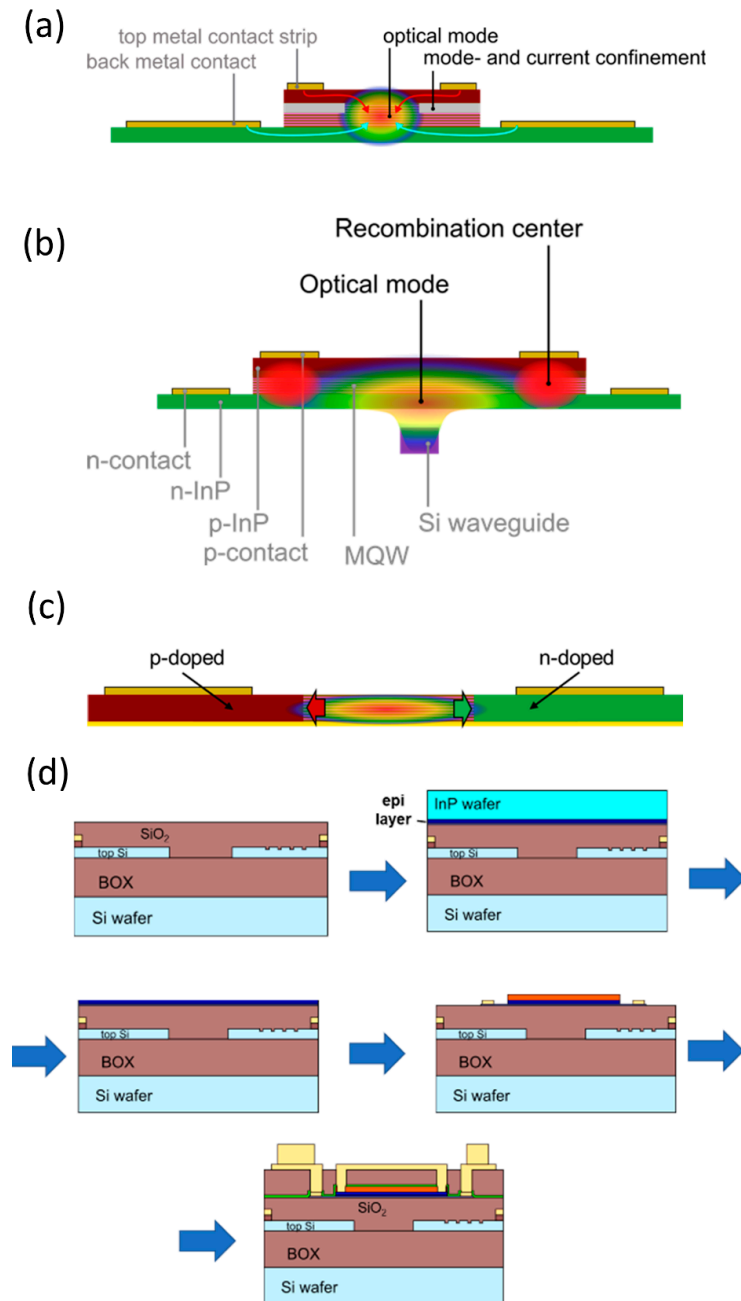 (a)
top metal contact strip
back metal contact
optical mode
mode- and current confinement
(b)
Recombination center
Optical mode
n-contact
n-InP
p-InP
p-contact
MQW
Si waveguide
(c)
p-doped
n-doped
(d)
SiO2
top Si
BOX
Si wafer
epi
layer
InP wafer
top Si
BOX
Si wafer
top Si
BOX
Si wafer
top Si
BOX
Si wafer
SiO2
top Si
BOX
Si wafer